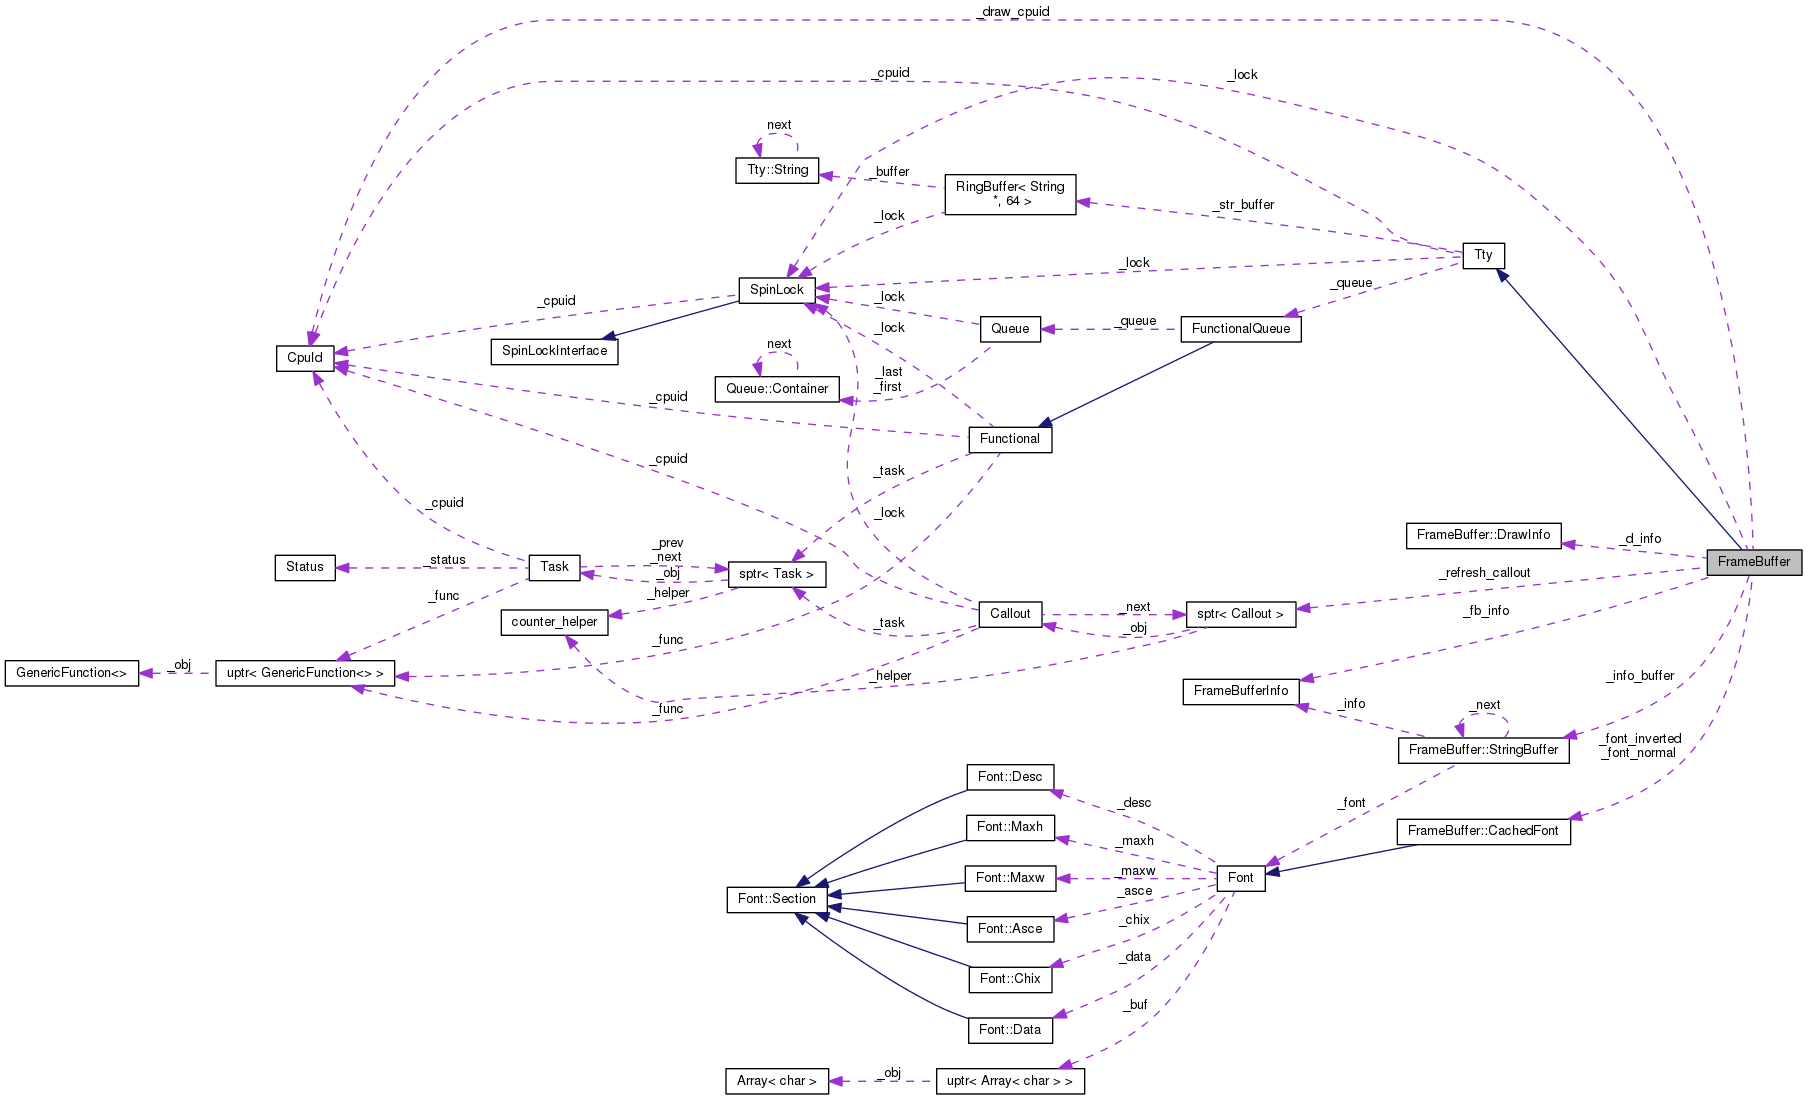 _draw_cpuid
_cpuid
_lock
next
Tty::String
_buffer
RingBuffer< String
*, 64 >
_str_buffer
_lock
Tty
_lock
SpinLock
_cpuid
_lock
_queue
Queue
_queue
FunctionalQueue
_lock
SpinLockInterface
CpuId
next
Queue::Container
_last
_first
_cpuid
Functional
_cpuid
_task
_cpuid
_lock
FrameBuffer::DrawInfo
_d_info
FrameBuffer
Status
_status
Task
_prev
_next
_obj
sptr< Task >
_refresh_callout
_func
_helper
counter_helper
_task
Callout
_next
_obj
sptr< Callout >
_fb_info
_func
GenericFunction<>
_obj
uptr< GenericFunction<> >
_helper
_func
FrameBufferInfo
_info
_next
_info_buffer
FrameBuffer::StringBuffer
_font_inverted
_font_normal
Font::Desc
_desc
_font
Font::Maxh
_maxh
FrameBuffer::CachedFont
Font::Maxw
_maxw
Font
Font::Section
_asce
Font::Asce
_chix
Font::Chix
_data
Font::Data
_buf
Array< char >
_obj
uptr< Array< char > >